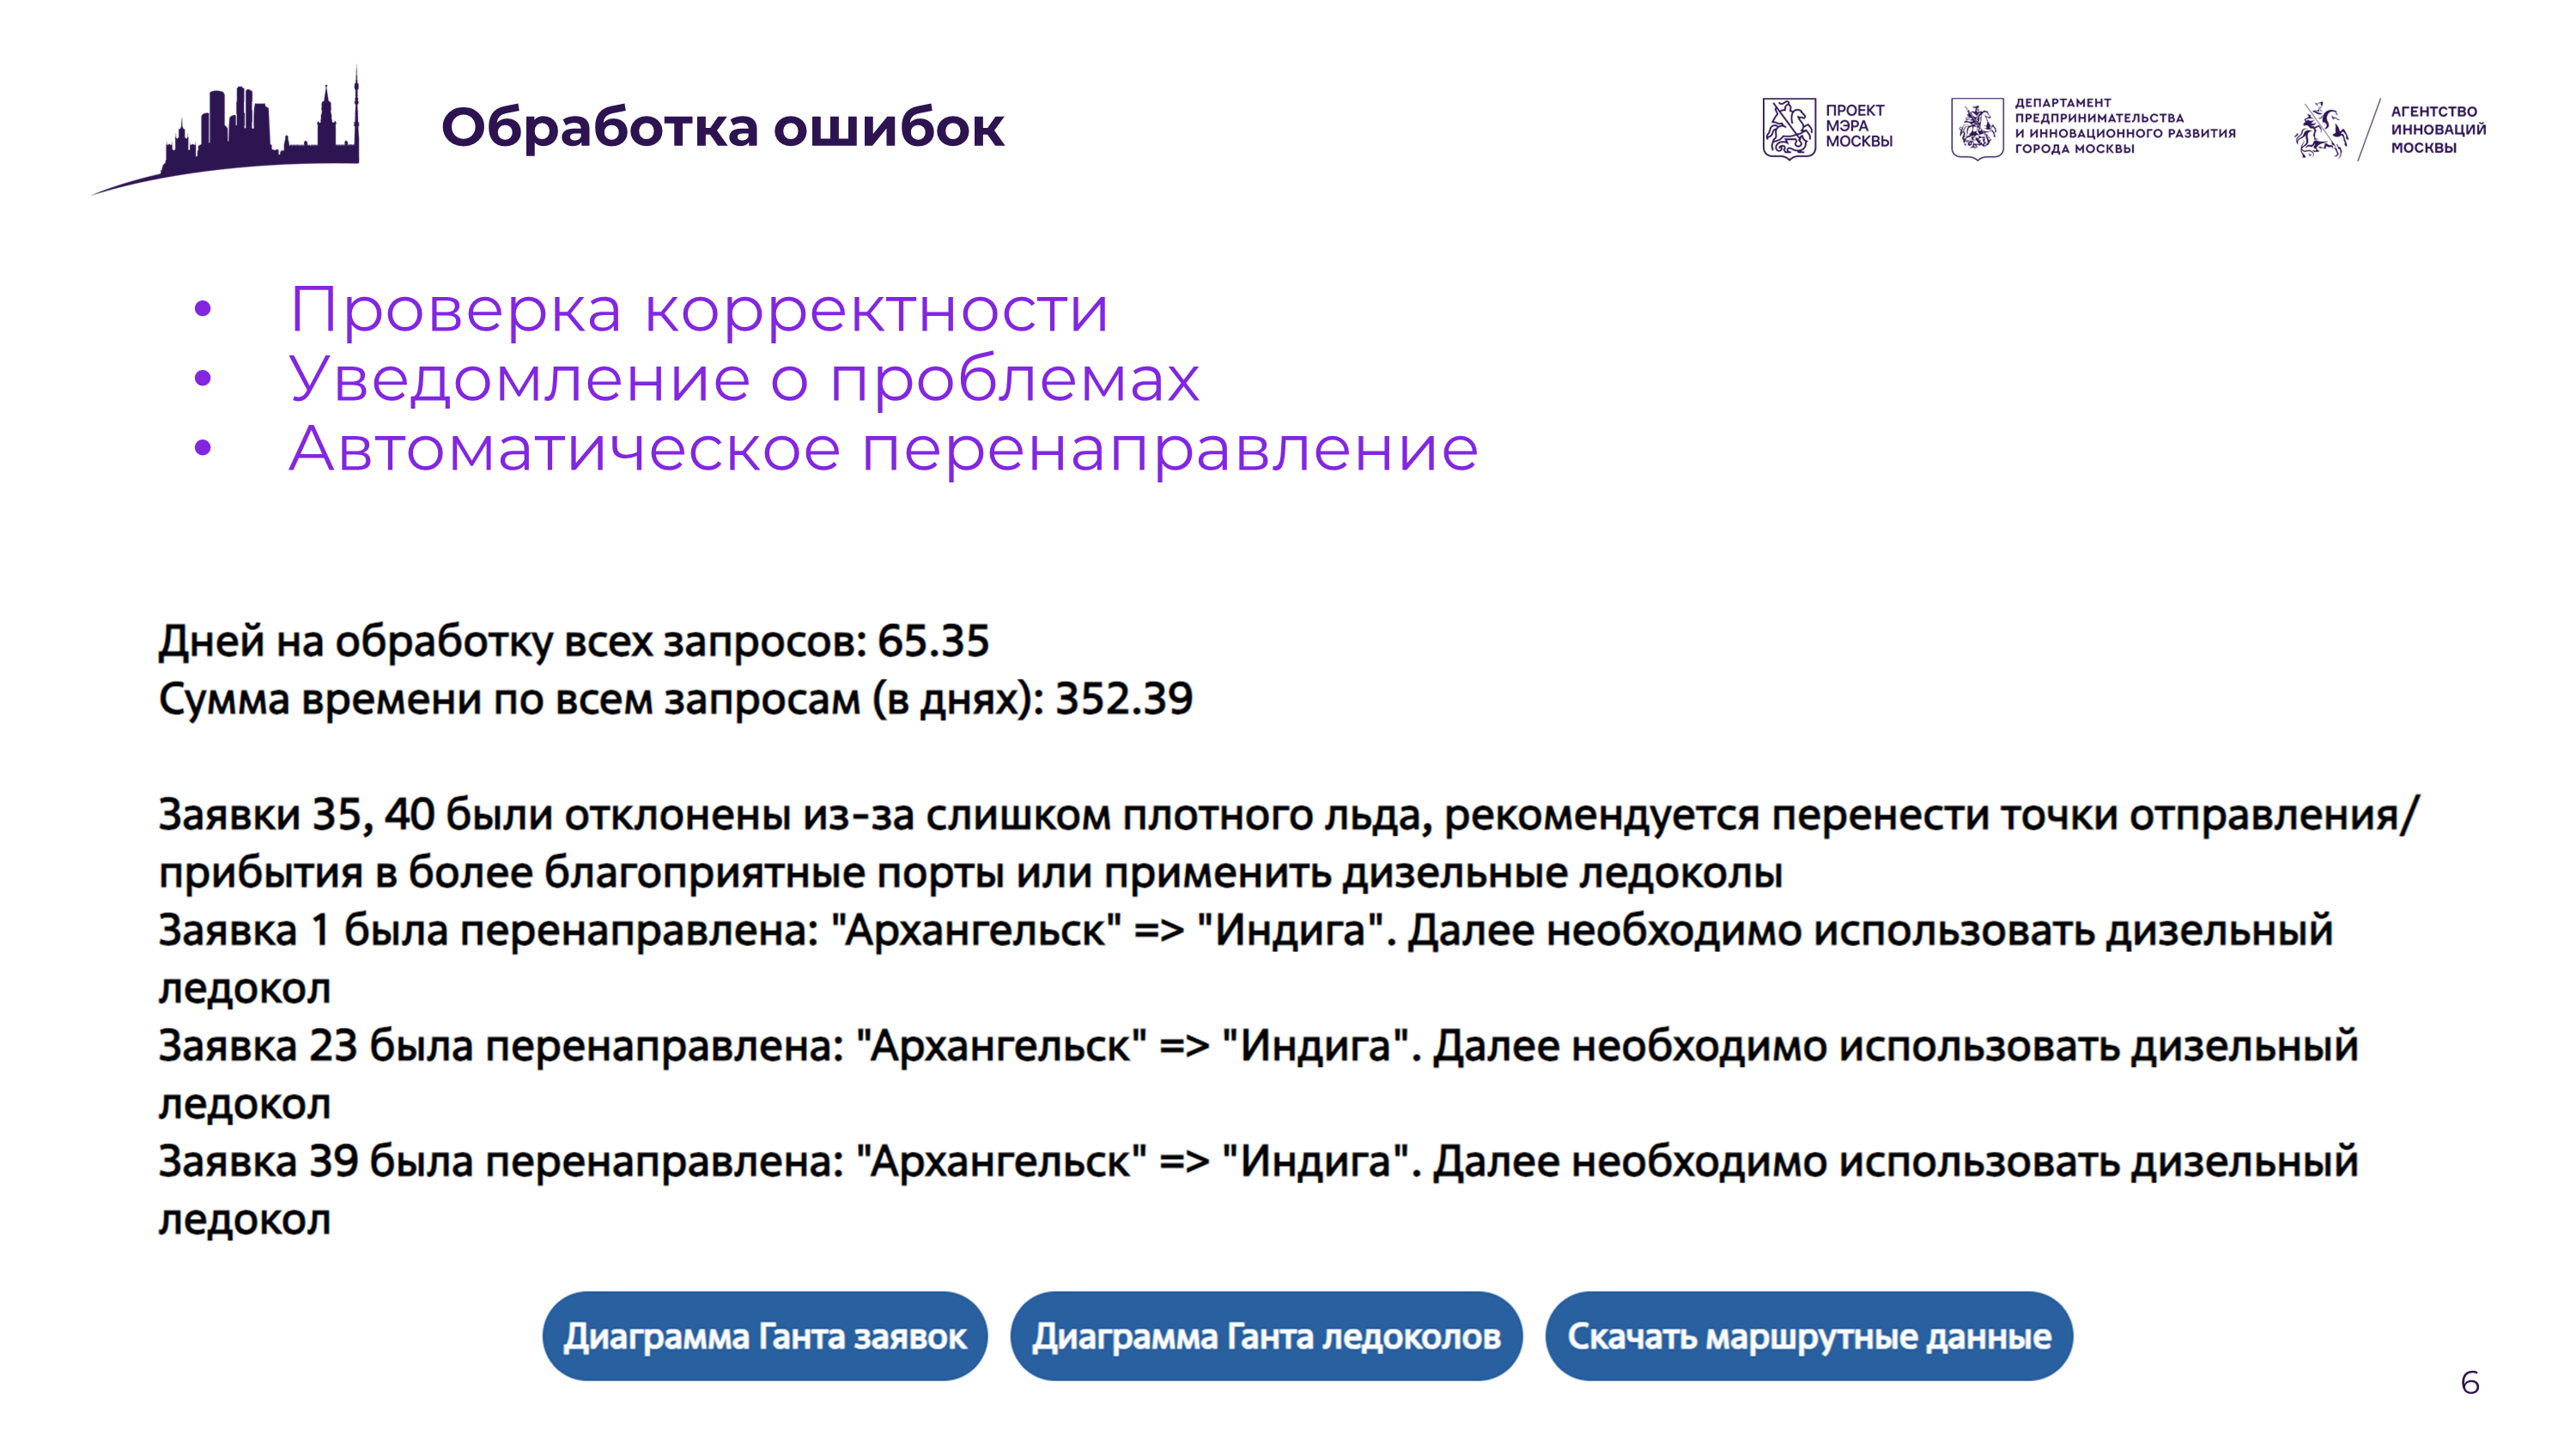 Обработка ошибок
ПРОЕКТ
МЭРА
МОСКВЫ
ДЕПАРТАМЕНТ
ПРЕДПРИНИМАТЕЛЬСТВА
И ИННОВАЦИОННОГО РАЗВИТИЯ
ГОРОДА МОСКВЫ
АГЕНТСТВО
ИННОВАЦИЙ
МОСКВЫ
• Проверка корректности
• Уведомление о проблемах
• Автоматическое перенаправление
Дней на обработку всех запросов: 65.35
Сумма времени по всем запросам (в днях): 352.39
Заявки 35, 40 были отклонены из-за слишком плотного льда, рекомендуется перенести точки отправления/
прибытия в более благоприятные порты или применить дизельные ледоколы
Заявка 1 была перенаправлена: "Архангельск" => "Индига". Далее необходимо использовать дизельный
ледокол
Заявка 23 была перенаправлена: "Архангельск" => "Индига". Далее необходимо использовать дизельный
ледокол
Заявка 39 была перенаправлена: "Архангельск" => "Индига". Далее необходимо использовать дизельный
ледокол
Диаграмма Ганта заявок
Диаграмма Ганта ледоколов
Скачать маршрутные данные
6